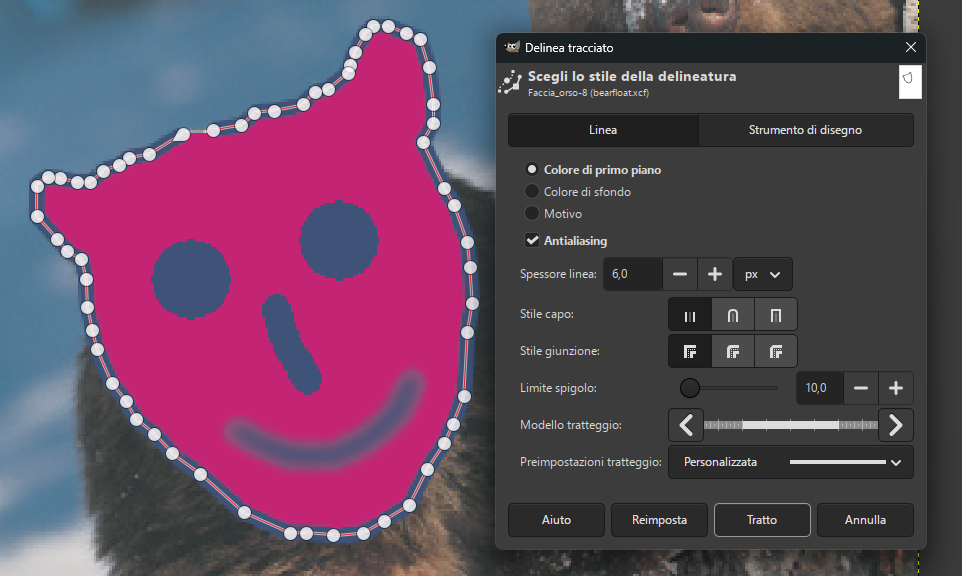 Delinea tracciato
Scegli lo stile della delineatura
Faccia_orso-8 (bearfloat.xcf)
Linea
Strumento di disegno
Colore di primo piano
Colore di sfondo
Motivo
Antialiasing
Spessore linea: 6,0 px
Stile capo:
Stile giunzione:
Limite spigolo: 10,0
Modello tratteggio:
Preimpostazioni tratteggio: Personalizzata
Aiuto Reimposta Tratto Annulla